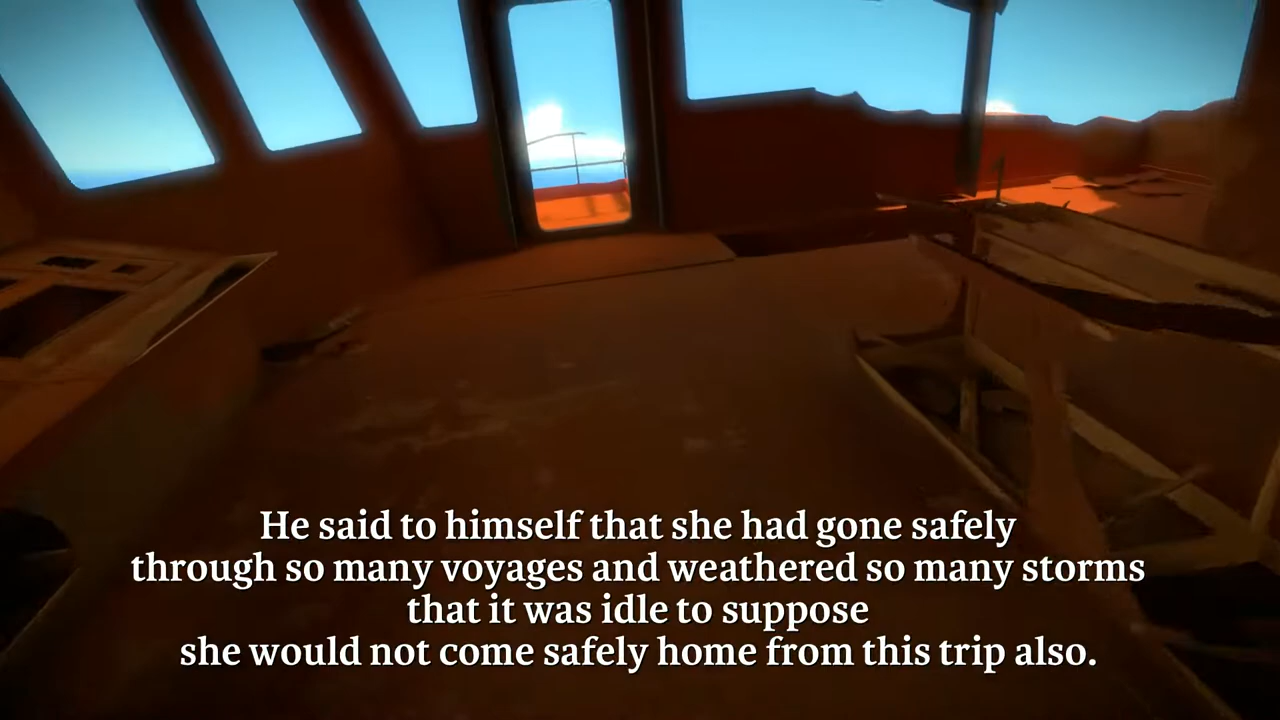 He said to himself that she had gone safely
through so many voyages and weathered so many storms
that it was idle to suppose
she would not come safely home from this trip also.